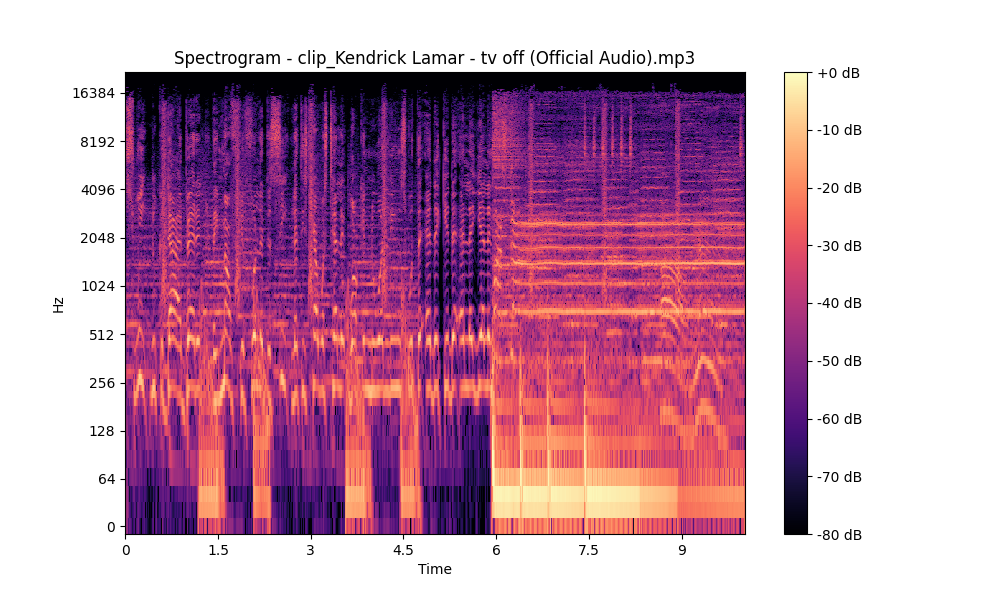 Spectrogram - clip_Kendrick Lamar - tv off (Official Audio).mp3
16384
8192
4096
2048
1024
512
256
128
64
0
Hz
0
1.5
3
4.5
6
7.5
9
Time
+0 dB
-10 dB
-20 dB
-30 dB
-40 dB
-50 dB
-60 dB
-70 dB
-80 dB